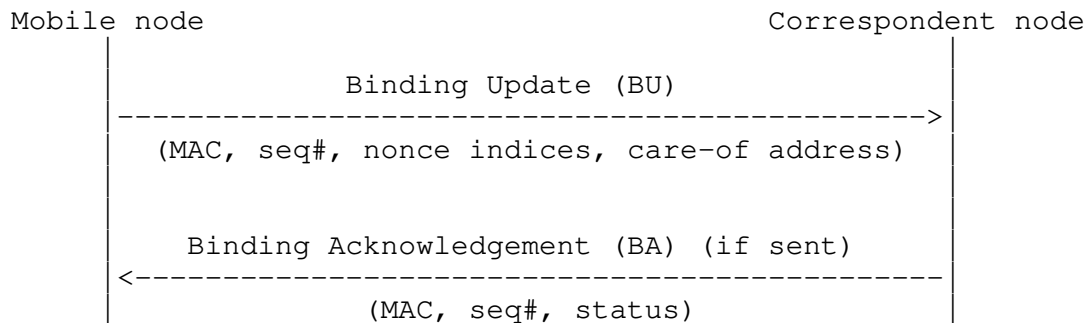 Mobile node Correspondent node
Binding Update (BU)
(MAC, seq#, nonce indices, care-of address)
Binding Acknowledgement (BA) (if sent)
(MAC, seq#, status)